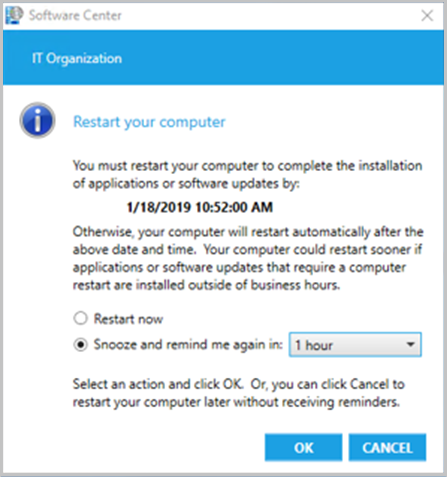 Software Center
IT Organization
Restart your computer
You must restart your computer to complete the installation
of applications or software updates by:
1/18/2019 10:52:00 AM
Otherwise, your computer will restart automatically after the
above date and time. Your computer could restart sooner if
applications or software updates that require a computer
restart are installed outside of business hours.
Restart now
Snooze and remind me again in: 1 hour
Select an action and click OK. Or, you can click Cancel to
restart your computer later without receiving reminders.
OK CANCEL